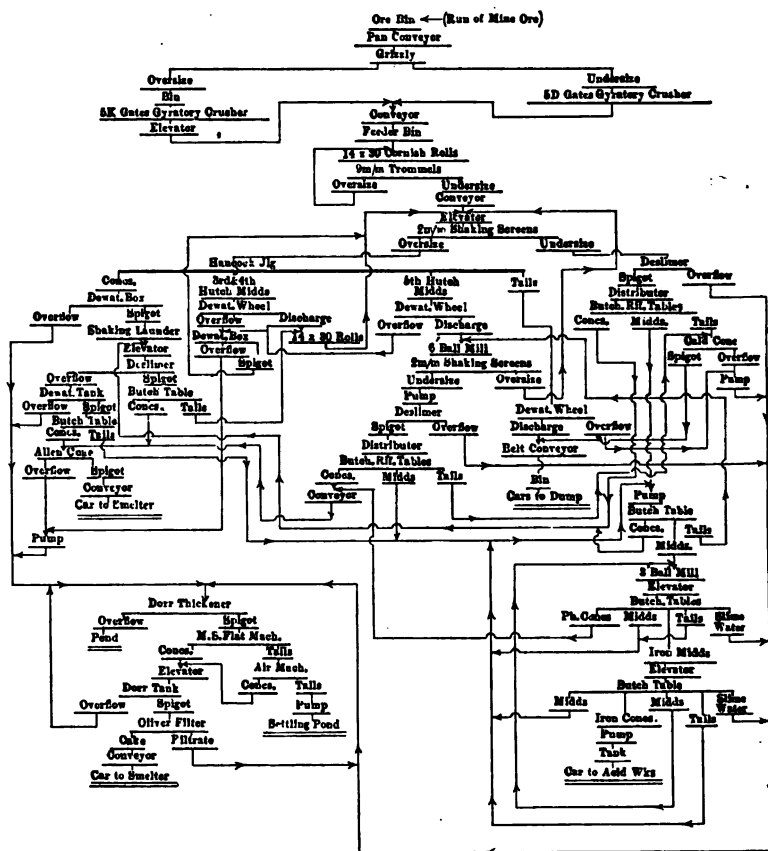 Ore Bin (Run of Mine Ore)
Pan Conveyor
Grizzly
Oversize Undersize
Bin 5D Gates Gyratory Crusher
5K Gates Gyratory Crusher
Elevator Conveyor
Feeder Bin
14 x 30 Cornish Rolls
9m/m Trommels
Oversize Undersize
Conveyor
Elevator
2m/m Shaking Screens
Oversize Undersize
Hancock Jig Deslimer
Concs. 3rd & 4th Hutch Midds 5th Hutch Midds Tails Spigot Overflow
Dewat. Box Dewat. Wheel Dewat. Wheel Distributor
Overflow Spigot Overflow Discharge Overflow Discharge Butch. Rff. Tables
Shaking Launder Dewat. Box 14 x 30 Rolls 6 Ball Mill Concs. Midds. Tails
Elevator Overflow Spigot 2m/m Shaking Screens Cald Cone
Deslimer Undersize Oversize Spigot Overflow
Overflow Spigot Pump Pump
Dewat. Tank Butch Table Deslimer Dewat. Wheel
Overflow Spigot Concs. Tails Spigot Overflow Discharge Overflow
Butch Table Distributor Belt Conveyor
Concs. Tails Butch. Rff. Tables
Allen Cone Concs. Midds Tails Bin
Overflow Spigot Conveyor Cars to Dump Pump
Conveyor Butch Table
Car to Smelter Concs. Tails
Pump Midds.
3 Ball Mill
Elevator
Dorr Thickener Butch. Tables
Overflow Spigot Pb. Concs Midds Tails Slime Water
Pond M. S. Flat Mach.
Concs. Tails Iron Midds
Elevator Air Mach. Elevator
Dorr Tank Concs. Tails Butch Table
Overflow Spigot Pump Midds Midds Slime Water
Oliver Filter Settling Pond Iron Concs. Tails
Cake Filtrate Pump
Conveyor Tank
Car to Smelter Car to Acid Wks